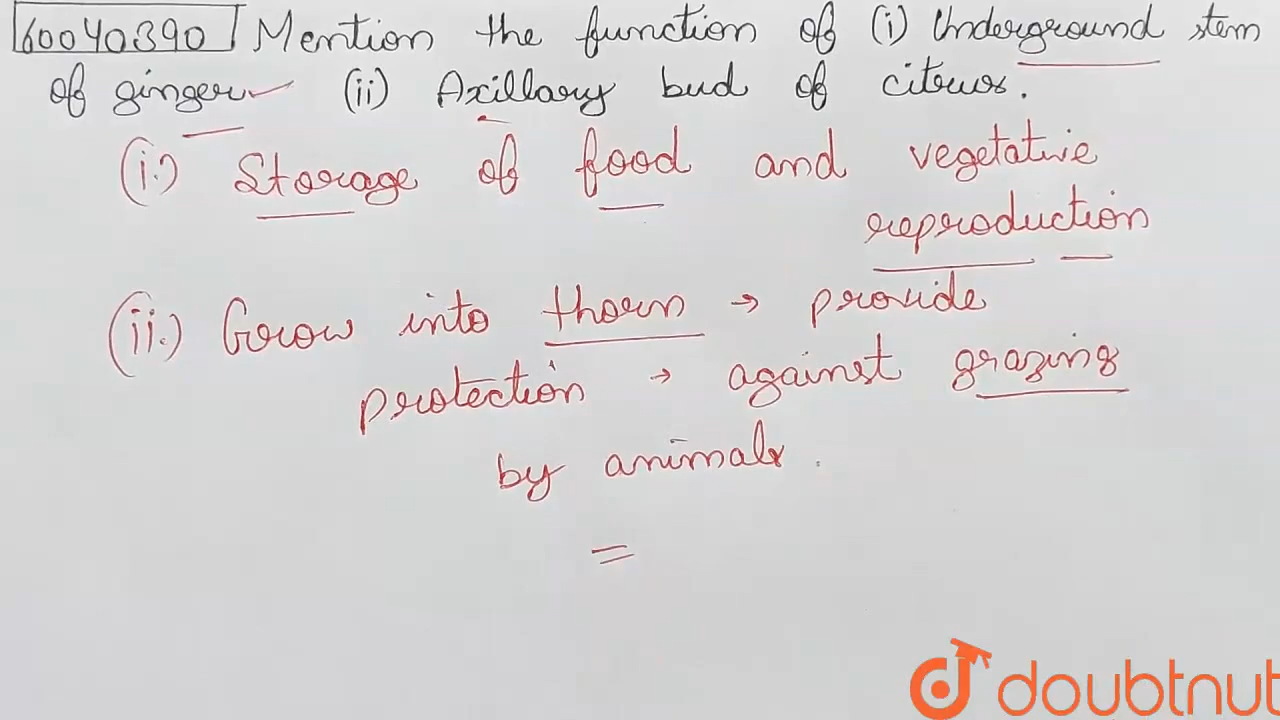 60040390 Mention the function of (i) Underground stem
of ginger (ii) Axillary bud of citrus.
(i.) Storage of food and vegetative
reproduction
(ii.) Grow into thorn → provide
protection → against grazing
by animals.
doubtnut